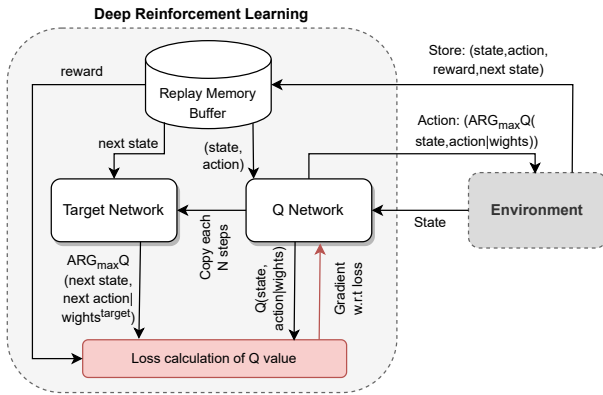 Deep Reinforcement Learning
Store: (state,action,
reward,next state)
reward
Replay Memory
Buffer
Action: (ARGmaxQ(
state,action|wights))
next state
(state,
action)
Target Network
Q Network
Environment
State
Copy each
N steps
ARGmaxQ
(next state,
next action|
wightstarget)
Q(state,
action|wights)
Gradient
w.r.t loss
Loss calculation of Q value